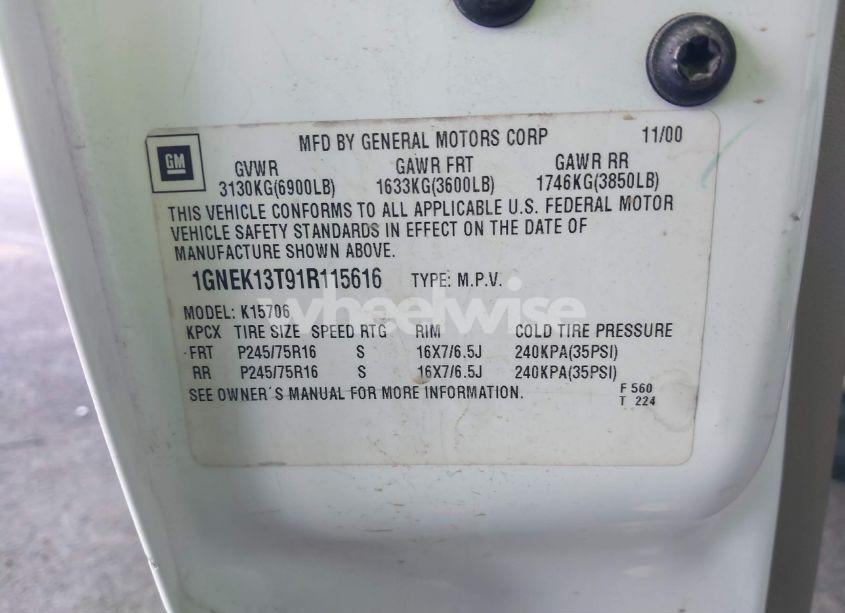 MFD BY GENERAL MOTORS CORP 11/00
GM
GVWR GAWR FRT GAWR RR
3130KG(6900LB) 1633KG(3600LB) 1746KG(3850LB)
THIS VEHICLE CONFORMS TO ALL APPLICABLE U.S. FEDERAL MOTOR
VEHICLE SAFETY STANDARDS IN EFFECT ON THE DATE OF
MANUFACTURE SHOWN ABOVE.
1GNEK13T91R115616 TYPE: M.P.V.
wheelwise
MODEL: K15706
KPCX TIRE SIZE SPEED RTG RIM COLD TIRE PRESSURE
FRT P245/75R16 S 16X7/6.5J 240KPA(35PSI)
RR P245/75R16 S 16X7/6.5J 240KPA(35PSI)
SEE OWNER'S MANUAL FOR MORE INFORMATION.
F 560
T 224